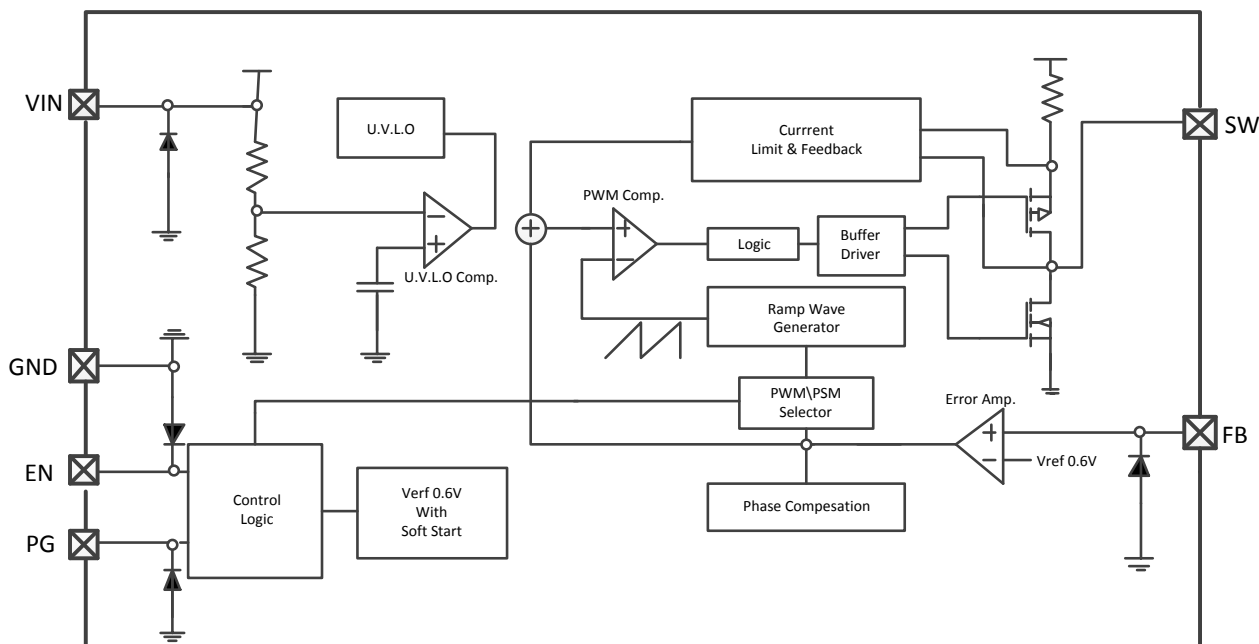 VIN
U.V.L.O
Currrent
Limit & Feedback
SW
PWM Comp.
+
+
−
−
+
Logic
Buffer
Driver
U.V.L.O Comp.
Ramp Wave
Generator
GND
PWM\PSM
Selector
Error Amp.
+
FB
−
Vref 0.6V
EN
Control
Logic
Verf 0.6V
With
Soft Start
Phase Compesation
PG